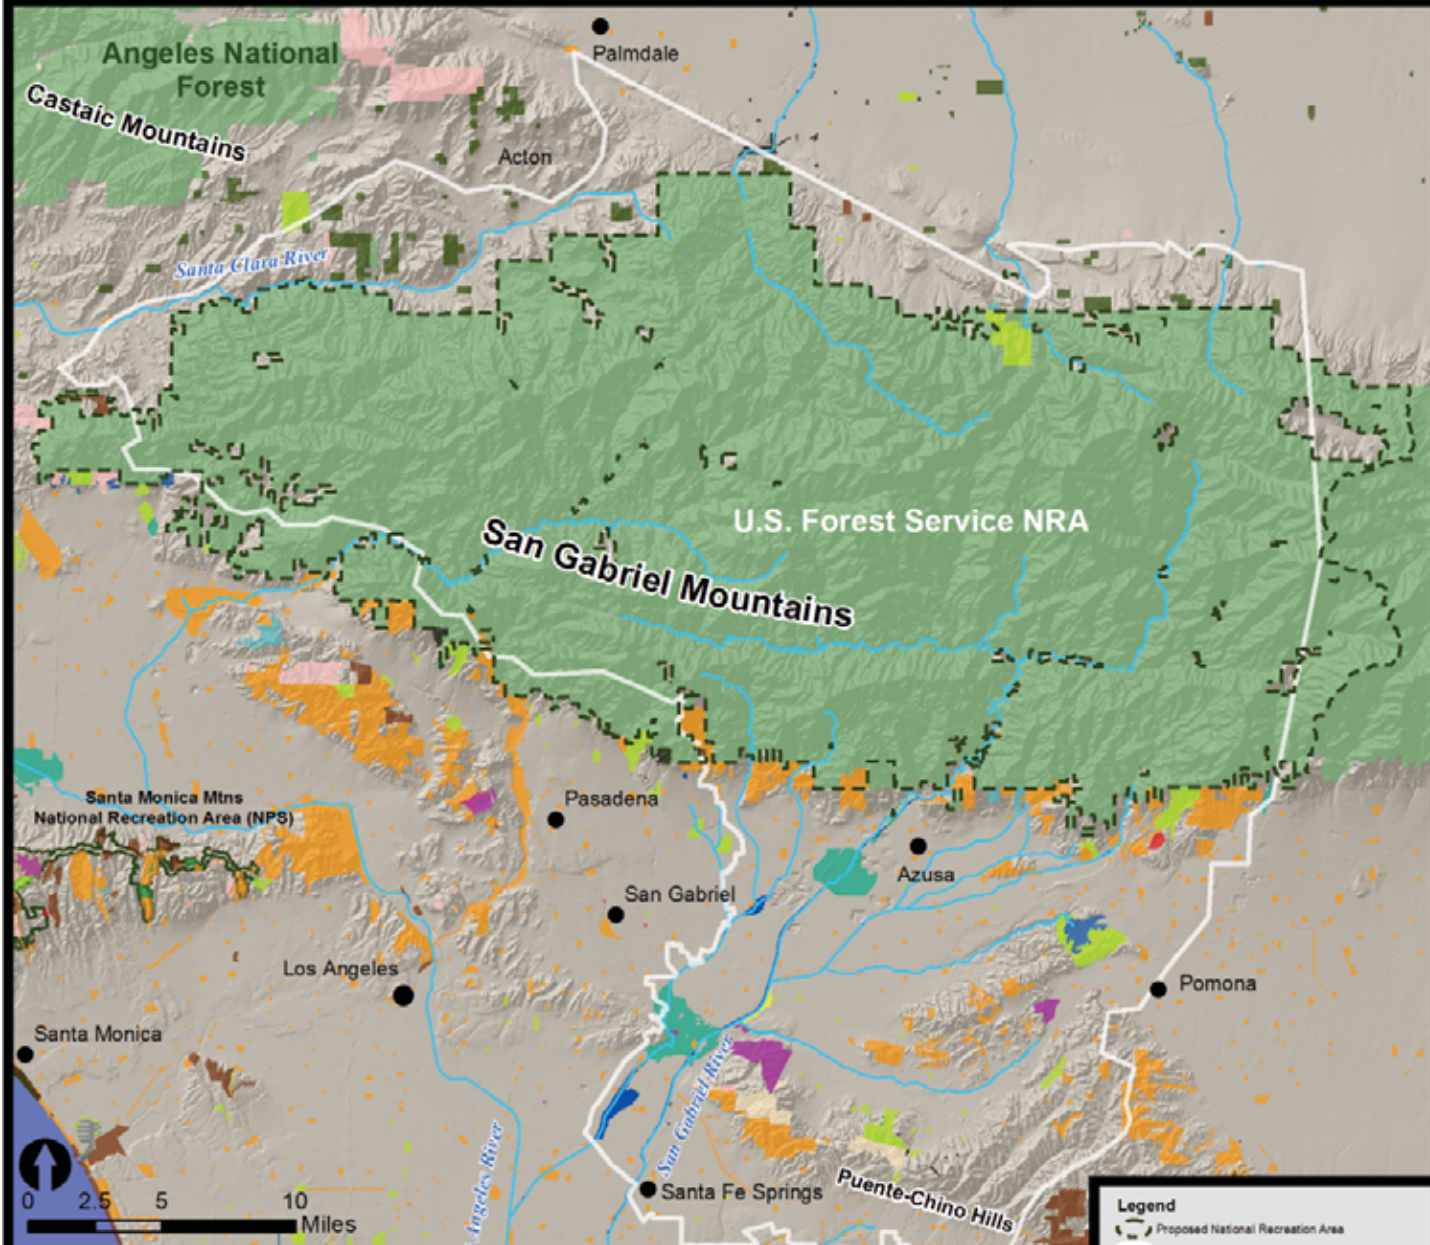 Palmdale
Angeles National
Forest
Castaic Mountains
Acton
Santa Clara River
U.S. Forest Service NRA
San Gabriel Mountains
Santa Monica Mtns
National Recreation Area (NPS)
Pasadena
Azusa
San Gabriel
Los Angeles
Pomona
Santa Monica
San Gabriel River
Angeles River
Santa Fe Springs
Puente-Chino Hills
0 2.5 5 10
Miles
Legend
Proposed National Recreation Area